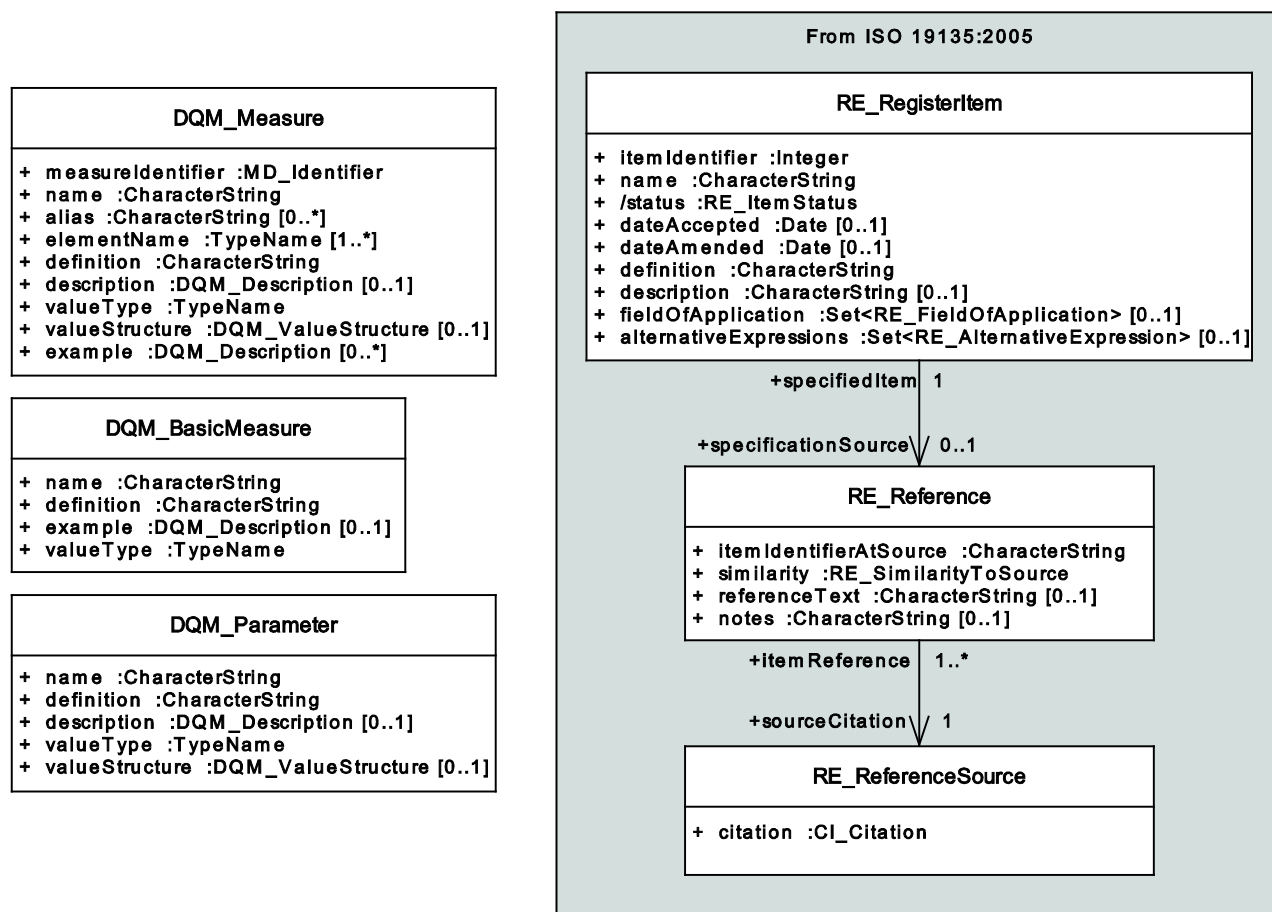 DQM_Measure
+ measureIdentifier :MD_Identifier
+ name :CharacterString
+ alias :CharacterString [0..*]
+ elementName :TypeName [1..*]
+ definition :CharacterString
+ description :DQM_Description [0..1]
+ valueType :TypeName
+ valueStructure :DQM_ValueStructure [0..1]
+ example :DQM_Description [0..*]
DQM_BasicMeasure
+ name :CharacterString
+ definition :CharacterString
+ example :DQM_Description [0..1]
+ valueType :TypeName
DQM_Parameter
+ name :CharacterString
+ definition :CharacterString
+ description :DQM_Description [0..1]
+ valueType :TypeName
+ valueStructure :DQM_ValueStructure [0..1]
From ISO 19135:2005
RE_RegisterItem
+ itemIdentifier :Integer
+ name :CharacterString
+ /status :RE_ItemStatus
+ dateAccepted :Date [0..1]
+ dateAmended :Date [0..1]
+ definition :CharacterString
+ description :CharacterString [0..1]
+ fieldOfApplication :Set<RE_FieldOfApplication> [0..1]
+ alternativeExpressions :Set<RE_AlternativeExpression> [0..1]
+specifiedItem 1
+specificationSource 0..1
RE_Reference
+ itemIdentifierAtSource :CharacterString
+ similarity :RE_SimilarityToSource
+ referenceText :CharacterString [0..1]
+ notes :CharacterString [0..1]
+itemReference 1..*
+sourceCitation 1
RE_ReferenceSource
+ citation :CI_Citation